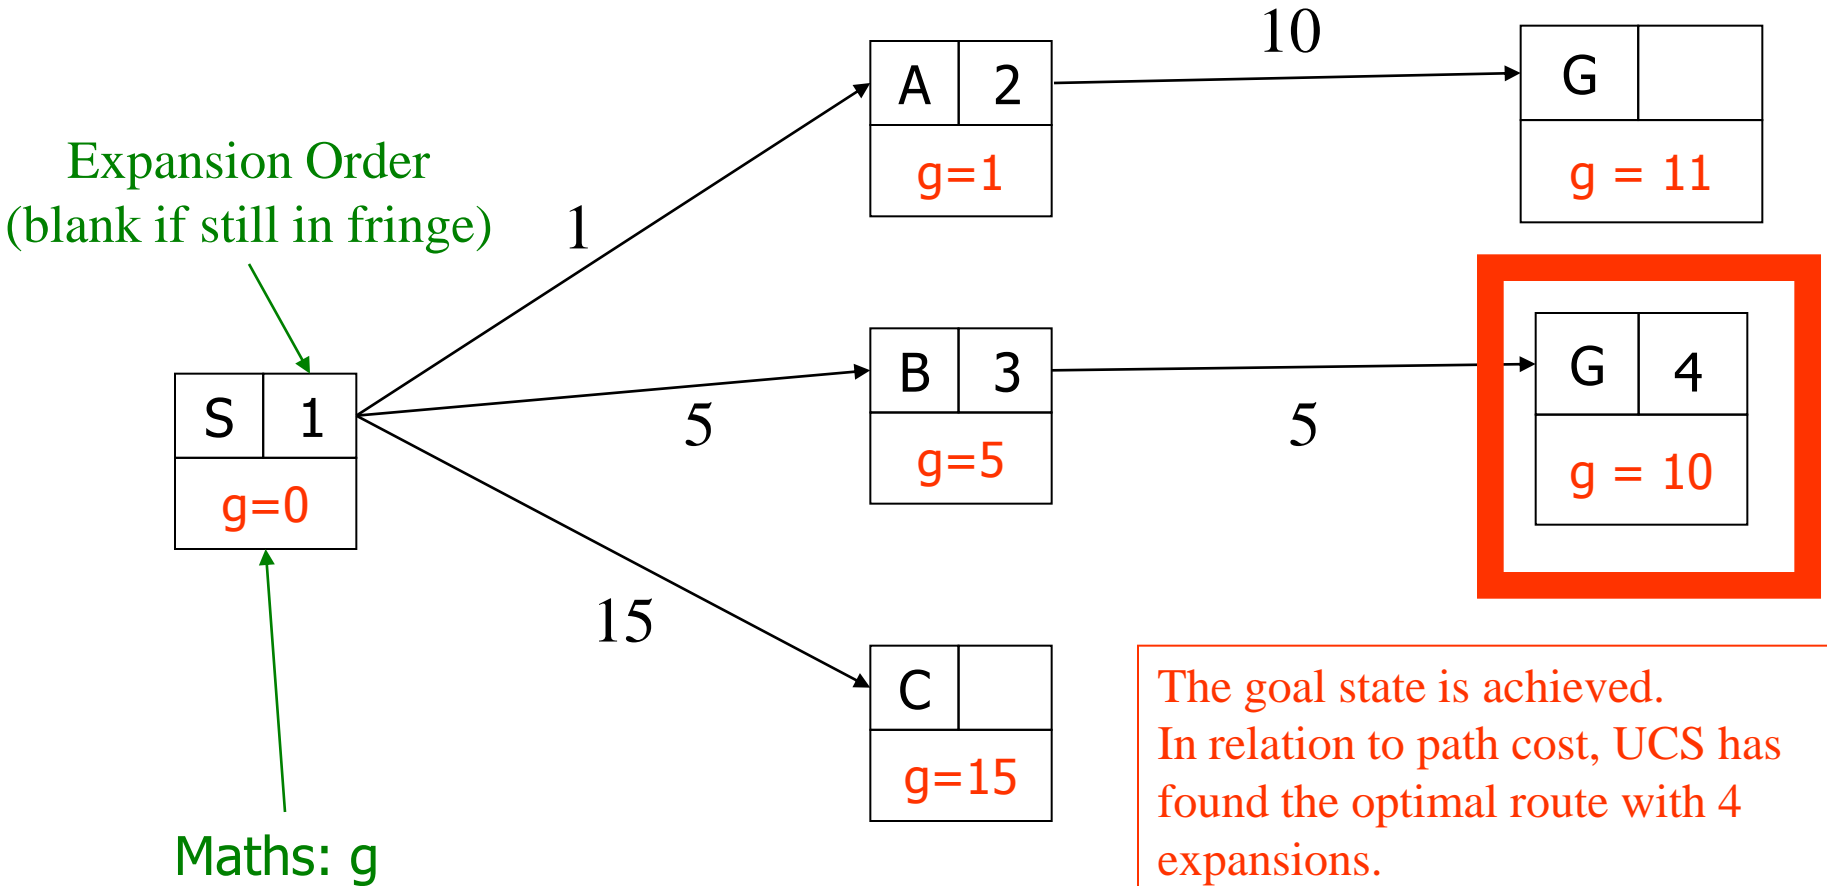 10
A 2
G
g=1
g = 11
Expansion Order
(blank if still in fringe)
1
B 3
G 4
S 1
5
5
g=5
g = 10
g=0
15
C
g=15
The goal state is achieved.
In relation to path cost, UCS has
found the optimal route with 4
expansions.
Maths: g